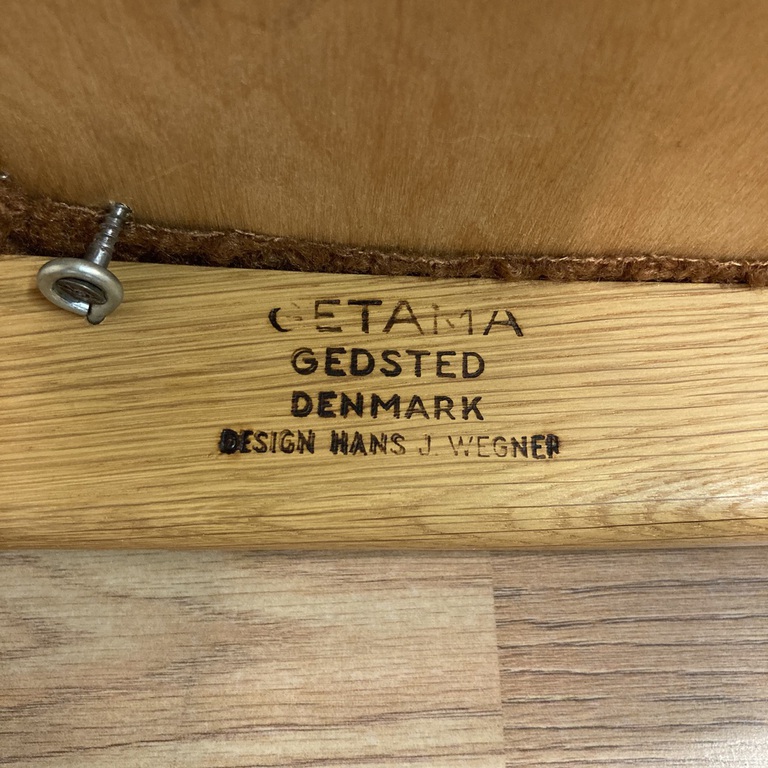 GETAMA
GEDSTED
DENMARK
DESIGN HANS J. WEGNER